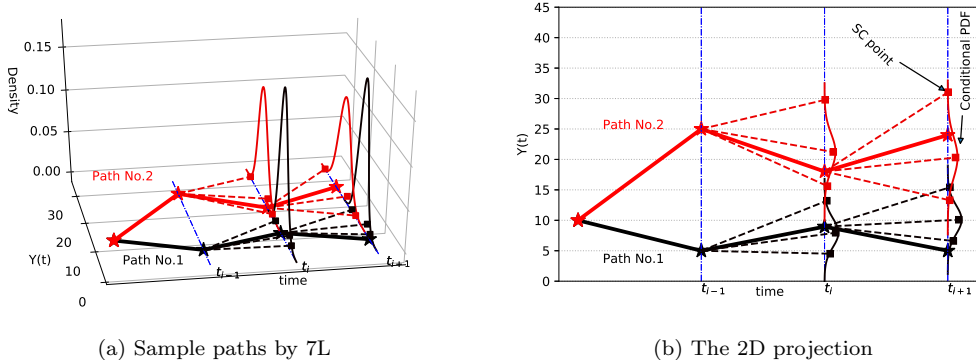 0.15
0.10
0.05
0.00
Density
Path No.2
Path No.1
30
20
10
0
Y(t)
t_{i-1}
t_i
t_{i+1}
time
(a) Sample paths by 7L
45
40
35
30
25
20
15
10
5
0
Y(t)
SC point
Conditional PDF
Path No.2
Path No.1
t_{i-1}
time
t_i
t_{i+1}
(b) The 2D projection